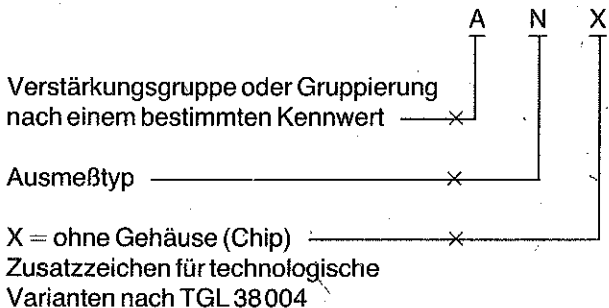 A N X
Verstärkungsgruppe oder Gruppierung
nach einem bestimmten Kennwert
Ausmeßtyp
X = ohne Gehäuse (Chip)
Zusatzzeichen für technologische
Varianten nach TGL 38004